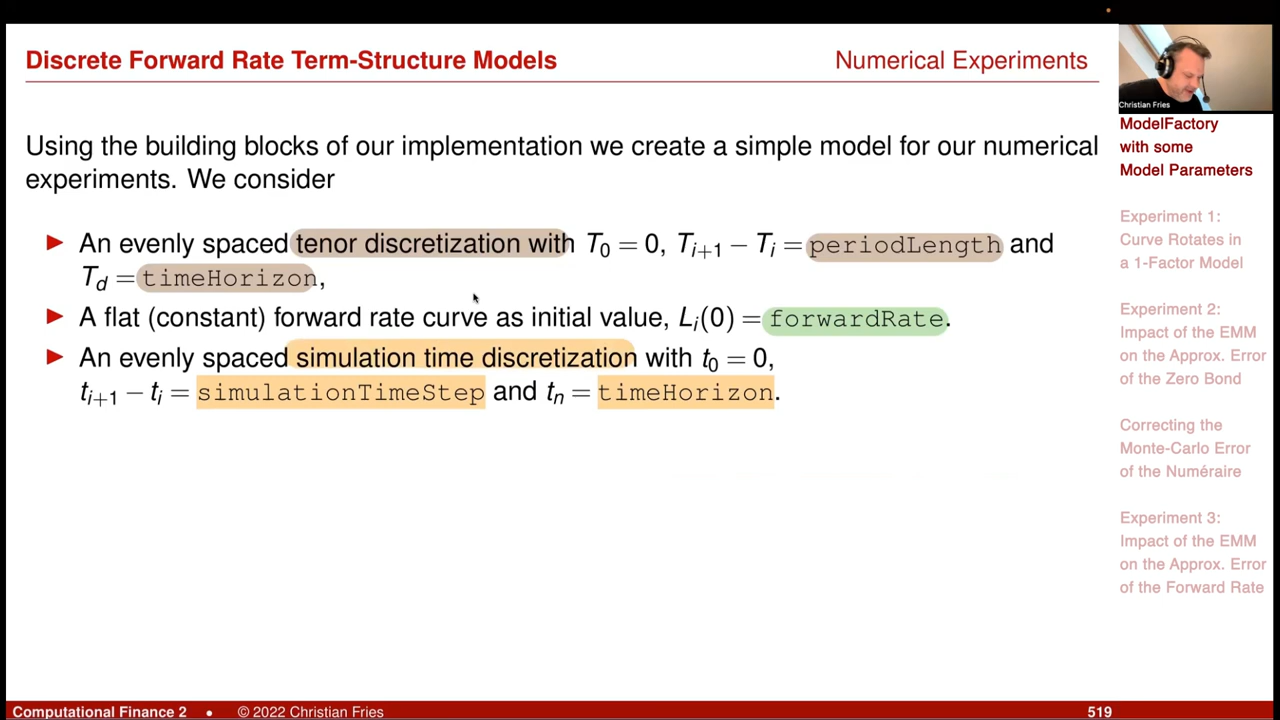 Discrete Forward Rate Term-Structure Models
Numerical Experiments
Christian Fries
Using the building blocks of our implementation we create a simple model for our numerical
experiments. We consider
▶ An evenly spaced tenor discretization with T₀ = 0, Tᵢ₊₁ − Tᵢ = periodLength and
T_d = timeHorizon,
▶ A flat (constant) forward rate curve as initial value, Lᵢ(0) = forwardRate.
▶ An evenly spaced simulation time discretization with t₀ = 0,
tᵢ₊₁ − tᵢ = simulationTimeStep and tₙ = timeHorizon.
ModelFactory
with some
Model Parameters
Experiment 1:
Curve Rotates in
a 1-Factor Model
Experiment 2:
Impact of the EMM
on the Approx. Error
of the Zero Bond
Correcting the
Monte-Carlo Error
of the Numéraire
Experiment 3:
Impact of the EMM
on the Approx. Error
of the Forward Rate
Computational Finance 2 • © 2022 Christian Fries
519